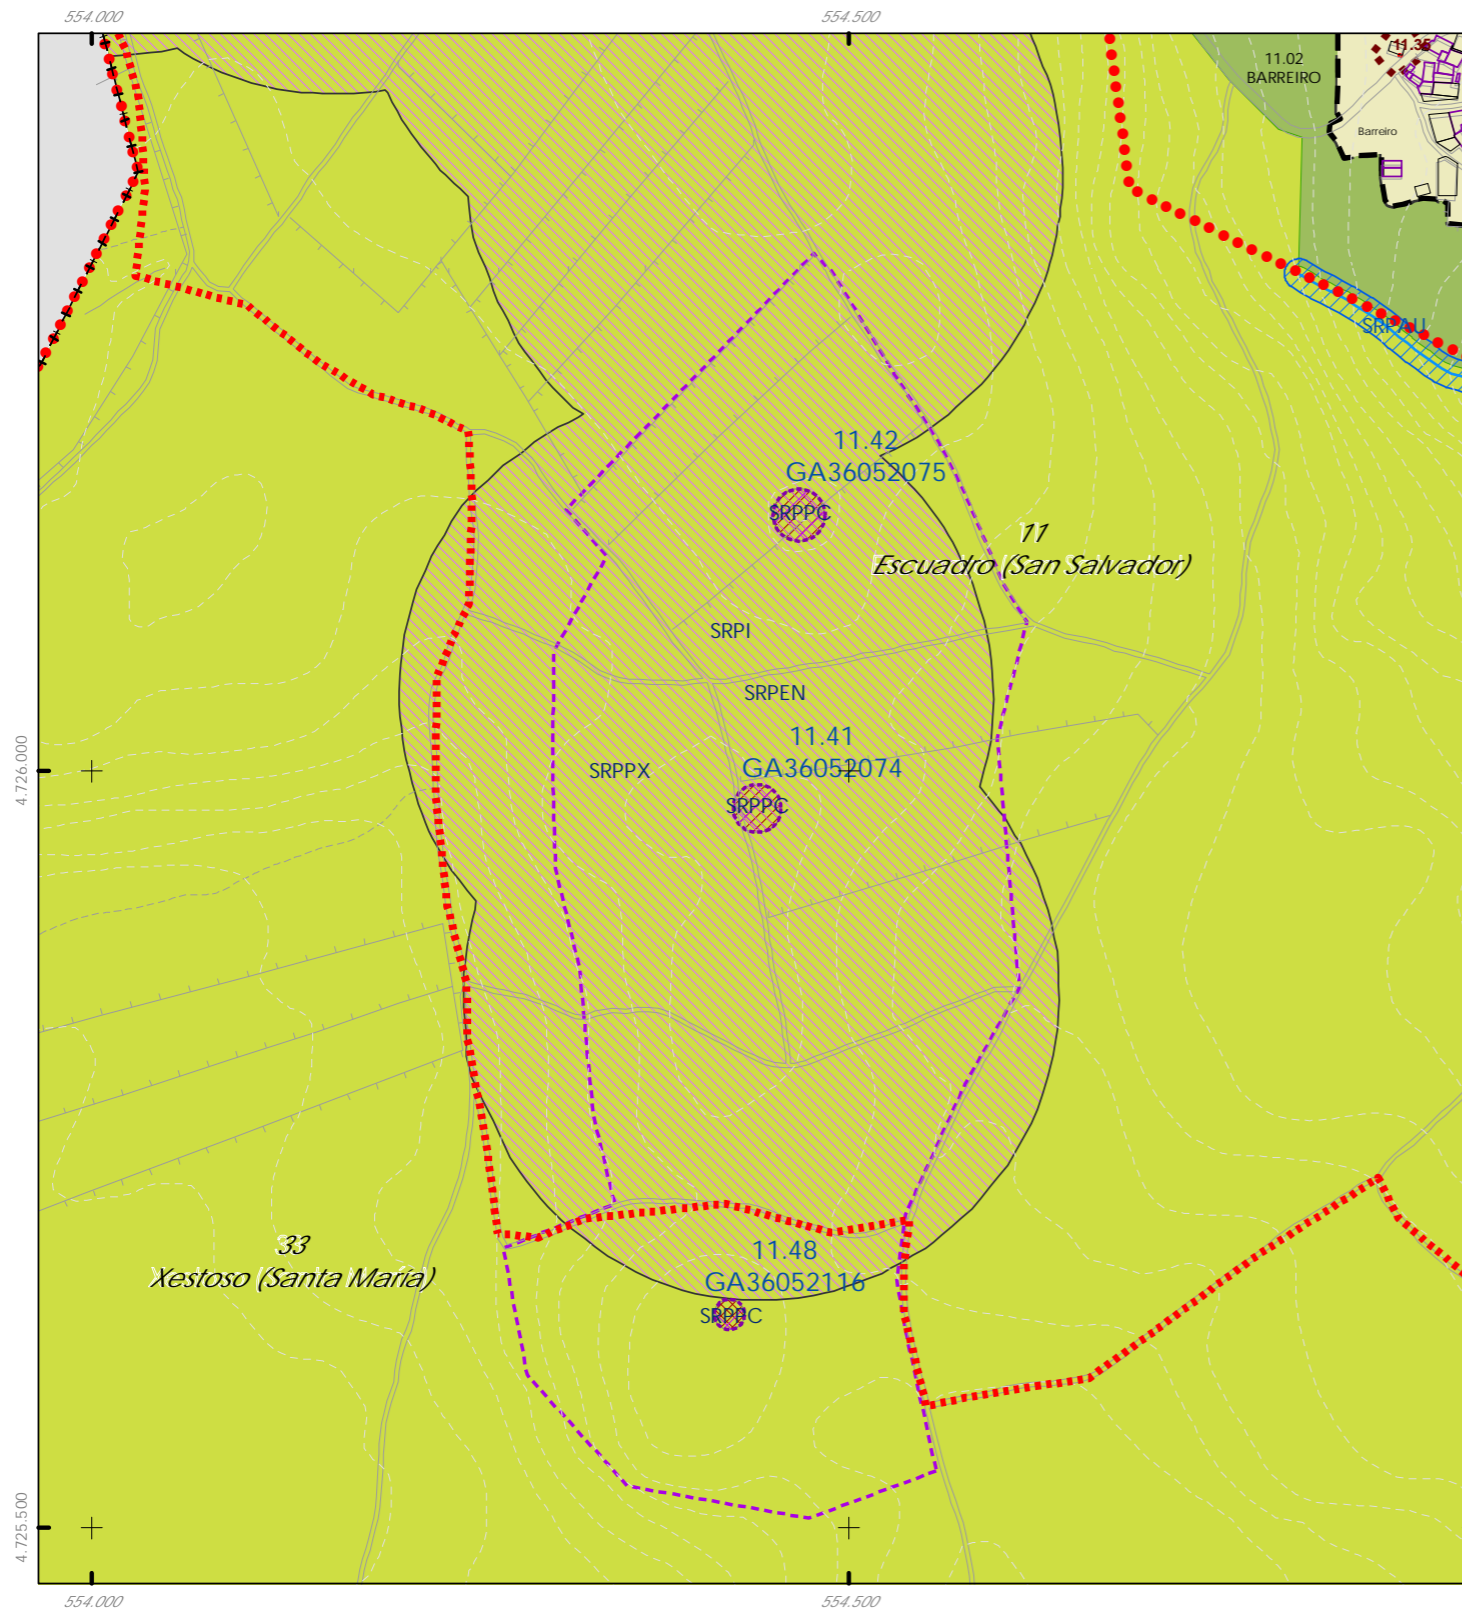 554.000
554.500
11.02
BARREIRO
11.35
Barreiro
SRPAU
11.42
GA36052075
SRPPC
11
Escuadro (San Salvador)
SRPI
SRPEN
11.41
GA36052074
SRPPX
SRPPC
4.726.000
33
Xestoso (Santa María)
11.48
GA36052116
SRPPC
4.725.500
554.000
554.500